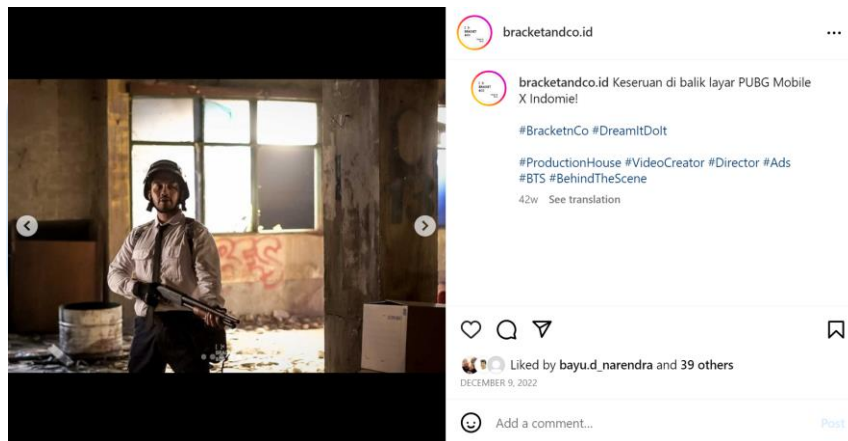 bracketandco.id
bracketandco.id Keseruan di balik layar PUBG Mobile
X Indomie!
#BracketnCo #DreamItDoIt
#ProductionHouse #VideoCreator #Director #Ads
#BTS #BehindTheScene
42w See translation
Liked by bayu.d_narendra and 39 others
DECEMBER 9, 2022
Add a comment...
Post